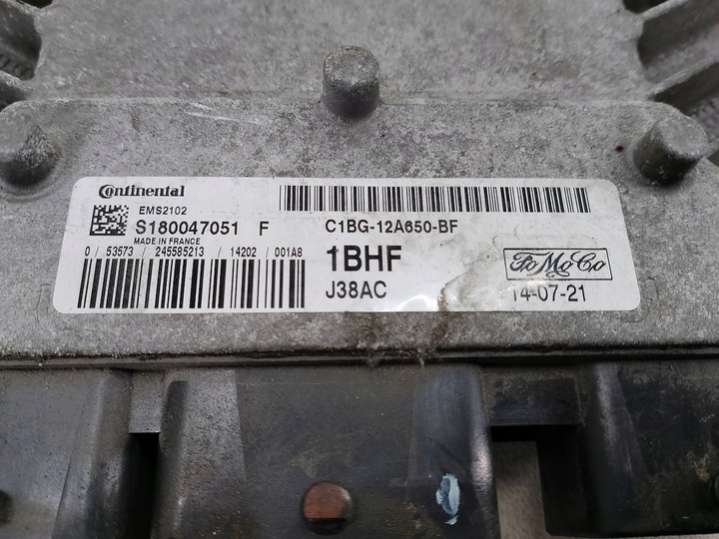 Continental
EMS2102
S180047051 F
MADE IN FRANCE
0 / 53573 / 245585213 / 14202 / 001A8
C1BG-12A650-BF
1BHF
J38AC
FoMoCo
14-07-21